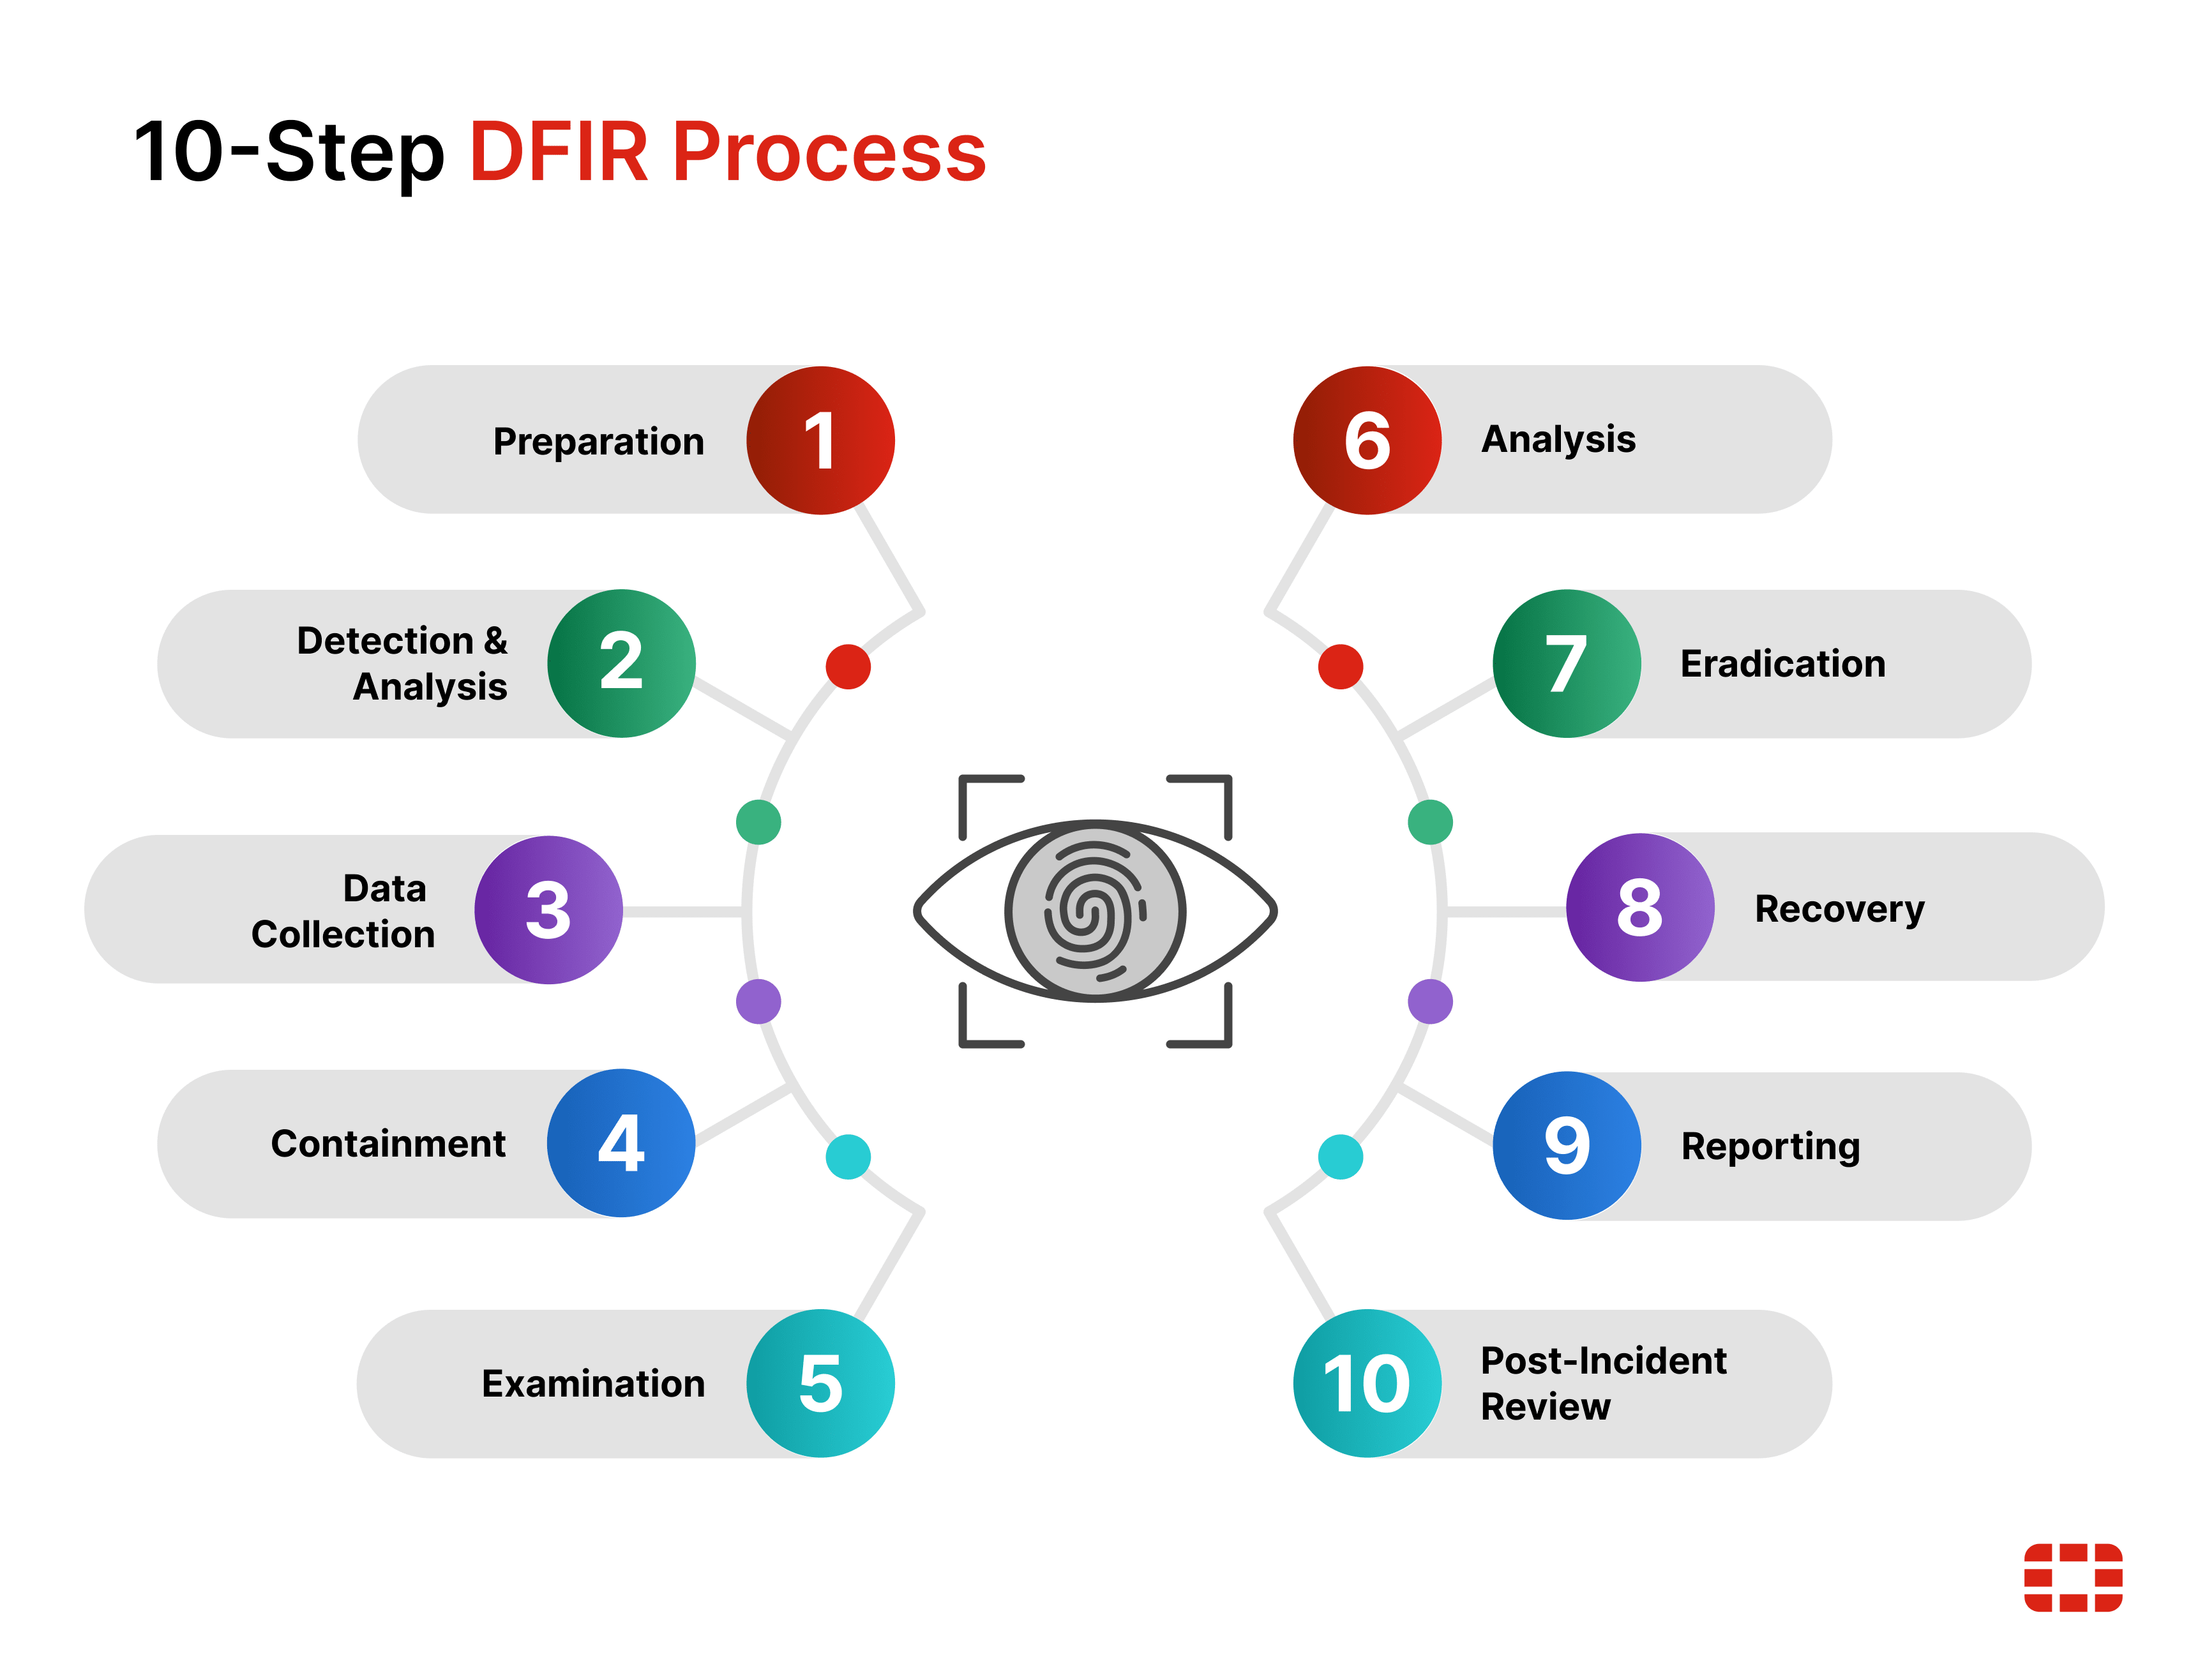 10-Step DFIR Process
1
Preparation
2
Detection &
Analysis
3
Data
Collection
4
Containment
5
Examination
6
Analysis
7
Eradication
8
Recovery
9
Reporting
10
Post-Incident
Review